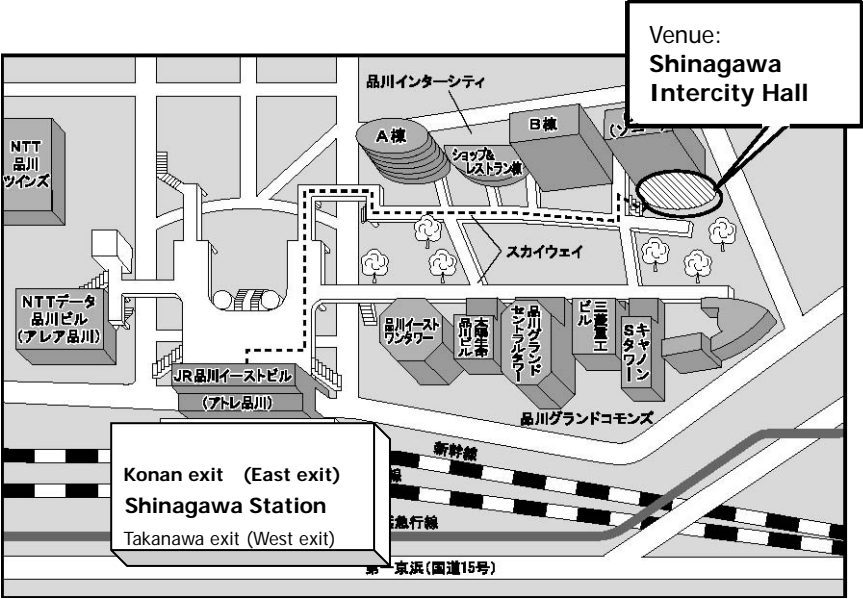 Venue:
Shinagawa
Intercity Hall
品川インターシティ
A棟
B棟
ショップ&
レストラン棟
NTT
品川
ツインズ
スカイウェイ
NTTデータ
品川ビル
(アレア品川)
品川イースト
ワンタワー
太陽生命
品川ビル
品川グランド
セントラルタワー
三菱重工
ビル
キヤノン
Sタワー
JR品川イーストビル
(アトレ品川)
品川グランドコモンズ
新幹線
Konan exit (East exit)
線
Shinagawa Station
急行線
Takanawa exit (West exit)
第一京浜(国道15号)